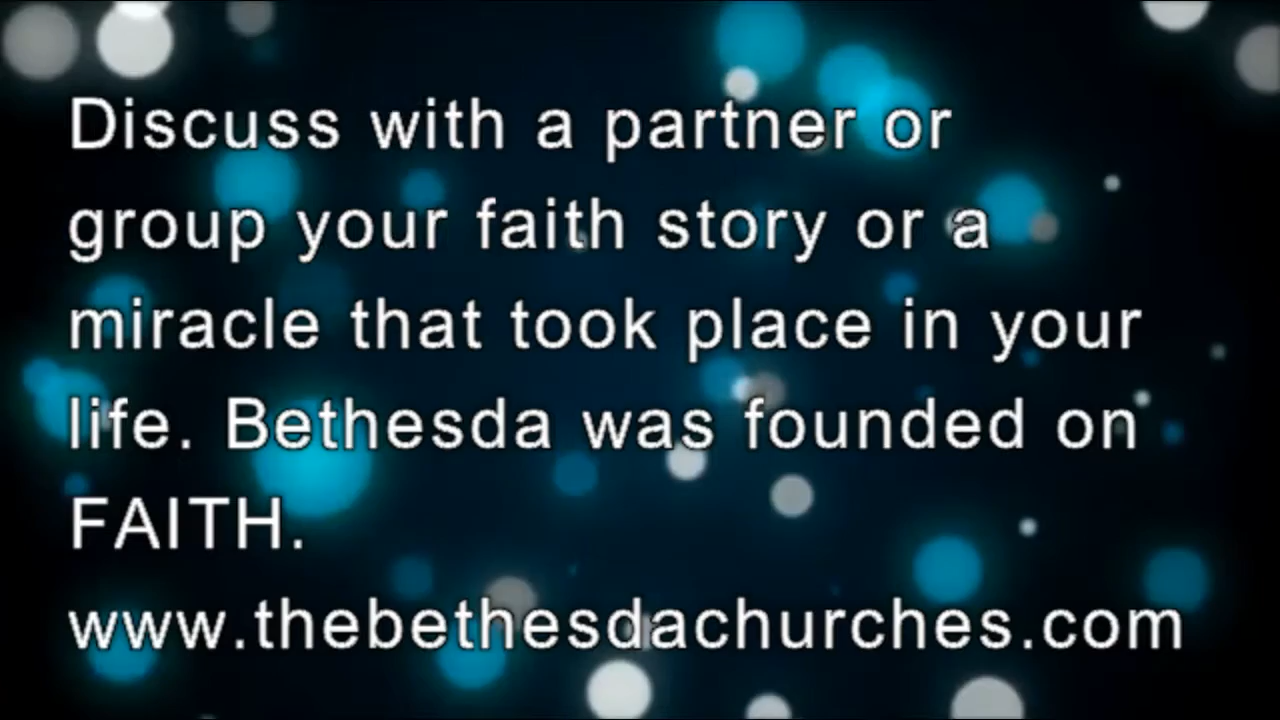 Discuss with a partner or
group your faith story or a
miracle that took place in your
life. Bethesda was founded on
FAITH.
www.thebethesdachurches.com